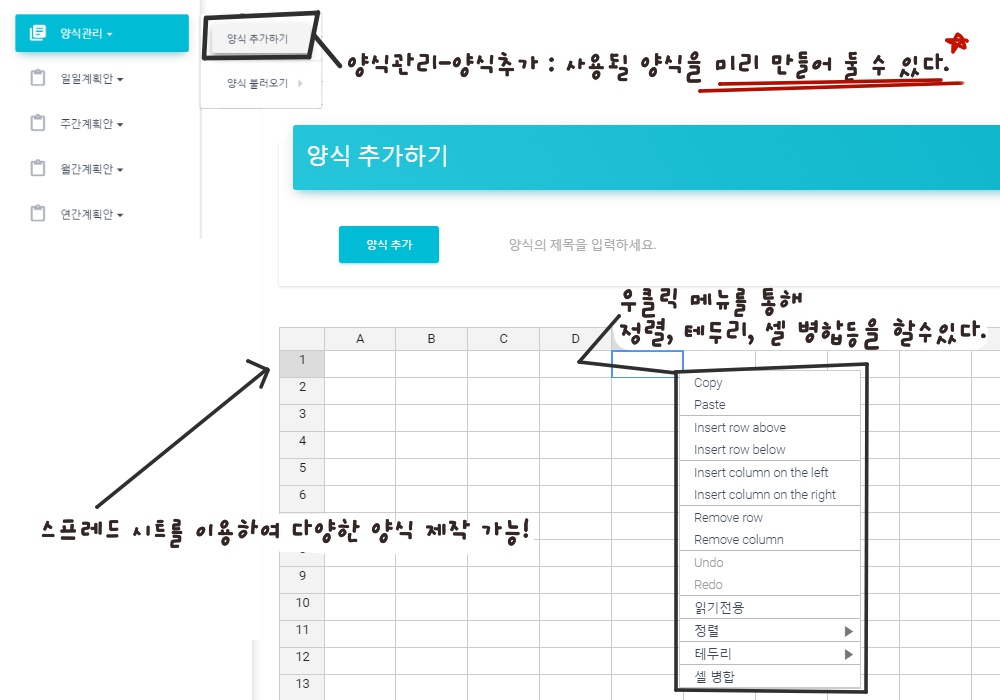 양식관리
일일계획안
주간계획안
월간계획안
연간계획안
양식 추가하기
양식 불러오기
양식관리-양식추가 : 사용될 양식을 미리 만들어 둘 수 있다.
양식 추가하기
양식 추가
양식의 제목을 입력하세요.
우클릭 메뉴를 통해
정렬, 테두리, 셀 병합등을 할수있다.
A B C D
1
2
3
4
5
6
스프레드 시트를 이용하여 다양한 양식 제작 가능!
9
10
11
12
13
Copy
Paste
Insert row above
Insert row below
Insert column on the left
Insert column on the right
Remove row
Remove column
Undo
Redo
읽기전용
정렬
테두리
셀 병합